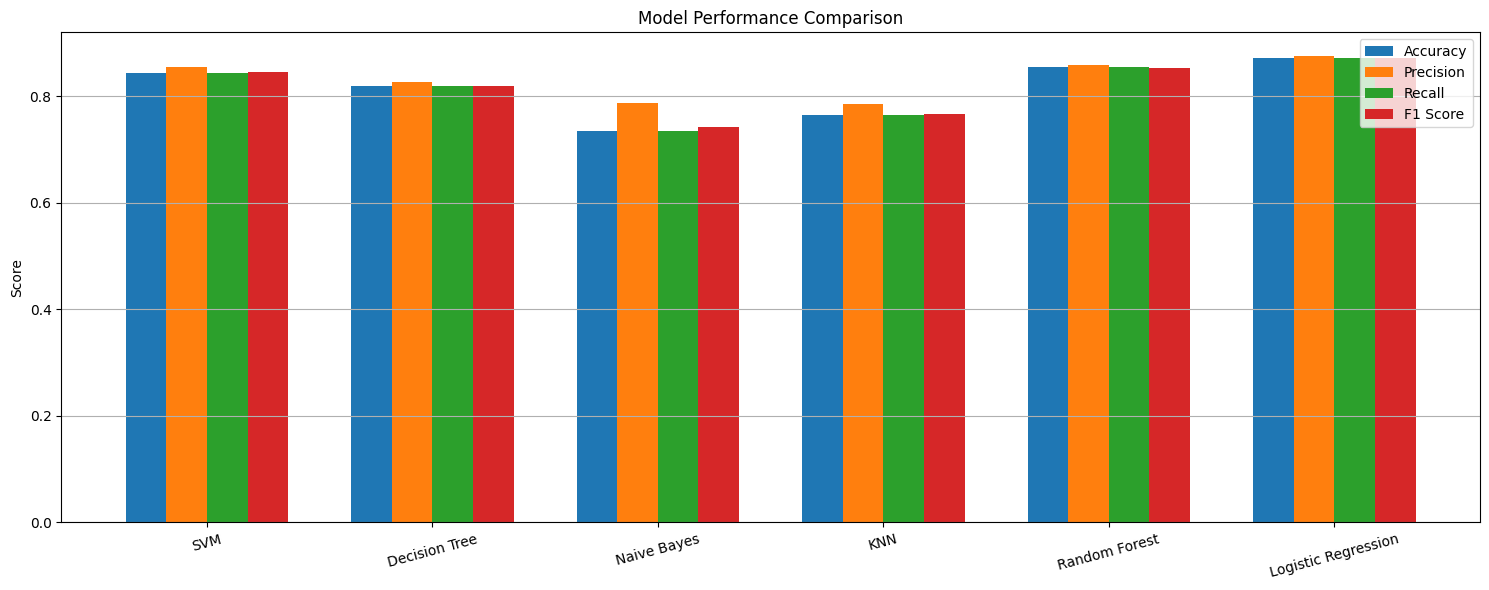 Model Performance Comparison
Accuracy
Precision
Recall
F1 Score
Score
0.8
0.6
0.4
0.2
0.0
SVM
Decision Tree
Naive Bayes
KNN
Random Forest
Logistic Regression